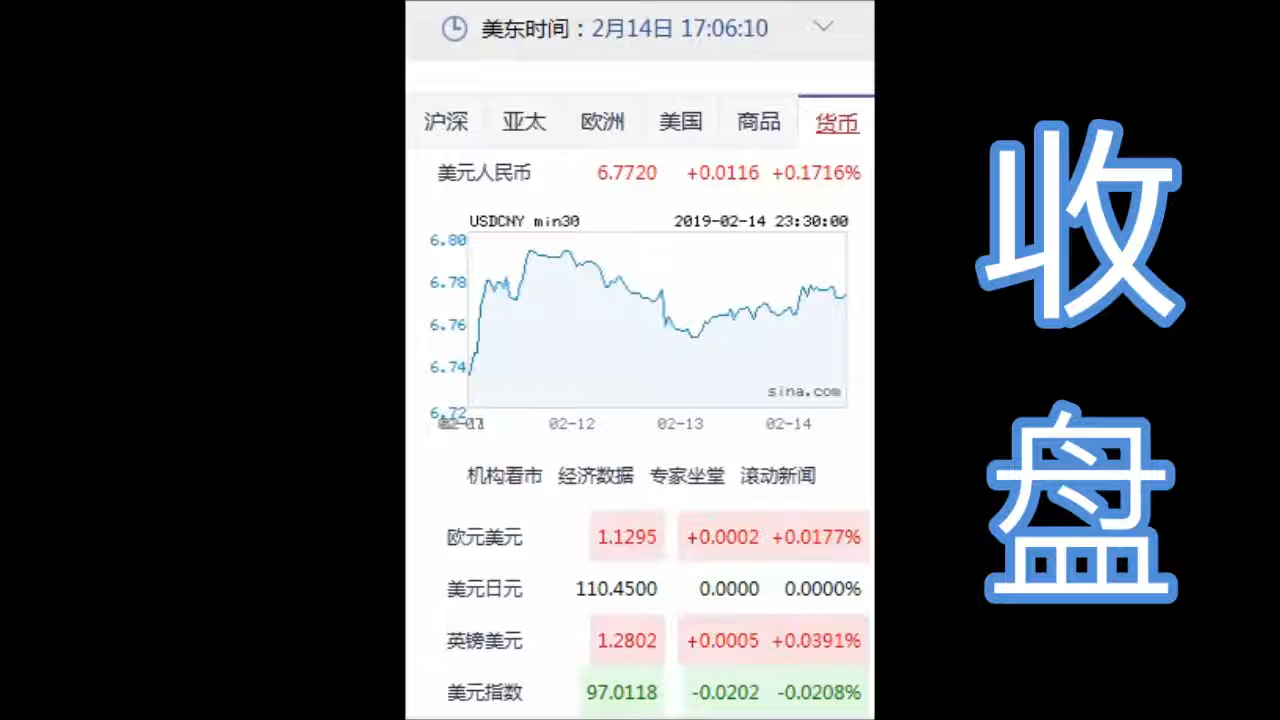 美东时间：2月14日 17:06:10
沪深 亚太 欧洲 美国 商品 货币
美元人民币 6.7720 +0.0116 +0.1716%
USDCNY min30 2019-02-14 23:30:00
6.80
6.78
6.76
6.74
6.72
sina.com
02-12 02-13 02-14
机构看市 经济数据 专家坐堂 滚动新闻
欧元美元 1.1295 +0.0002 +0.0177%
美元日元 110.4500 0.0000 0.0000%
英镑美元 1.2802 +0.0005 +0.0391%
美元指数 97.0118 -0.0202 -0.0208%
收
盘